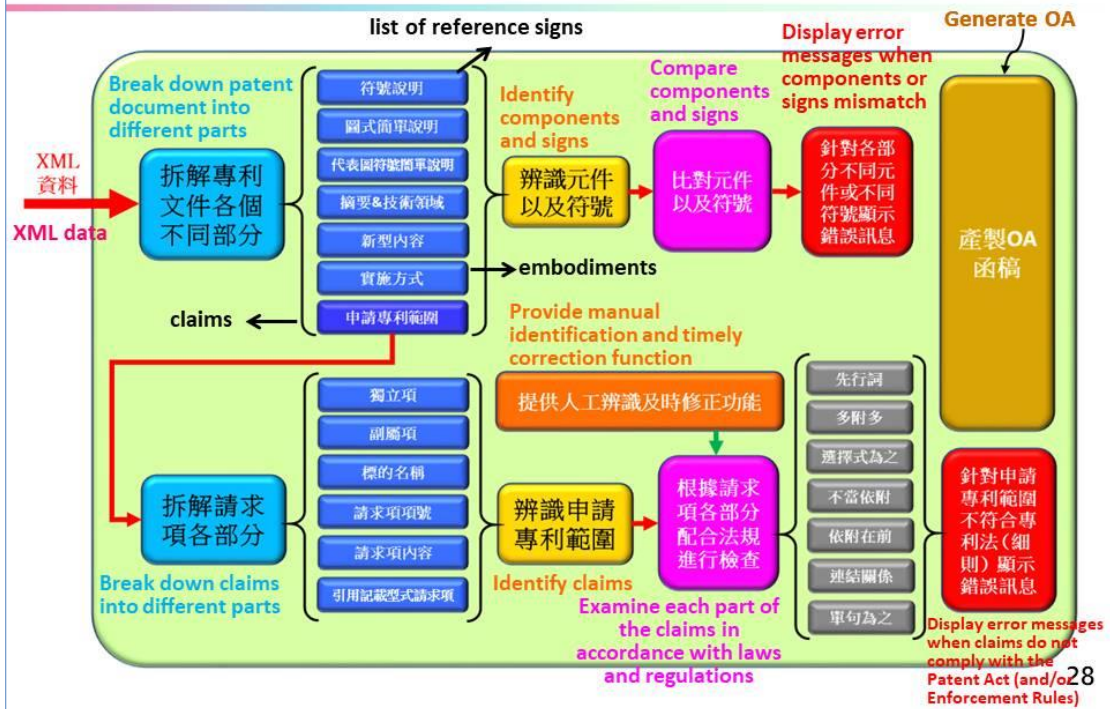 Generate OA
list of reference signs
Display error
messages when
components or
signs mismatch
Break down patent
document into
different parts
Compare
components
and signs
Identify
components
and signs
符號說明
圖式簡單說明
代表圖符號簡單說明
摘要&技術領域
新型內容
實施方式
申請專利範圍
XML
資料
XML data
拆解專利
文件各個
不同部分
辨識元件
以及符號
比對元件
以及符號
針對各部
分不同元
件或不同
符號顯示
錯誤訊息
產製OA
函稿
embodiments
claims
Provide manual
identification and timely
correction function
提供人工辨識及時修正功能
獨立項
副屬項
標的名稱
請求項項號
請求項內容
引用記載型式請求項
先行詞
多附多
選擇式為之
不當依附
依附在前
連結關係
單句為之
拆解請求
項各部分
辨識申請
專利範圍
根據請求
項各部分
配合法規
進行檢查
針對申請
專利範圍
不符合專
利法(細
則)顯示
錯誤訊息
Break down claims
into different parts
Identify claims
Examine each part of
the claims in
accordance with laws
and regulations
Display error messages
when claims do not
comply with the
Patent Act (and/or
Enforcement Rules)
28